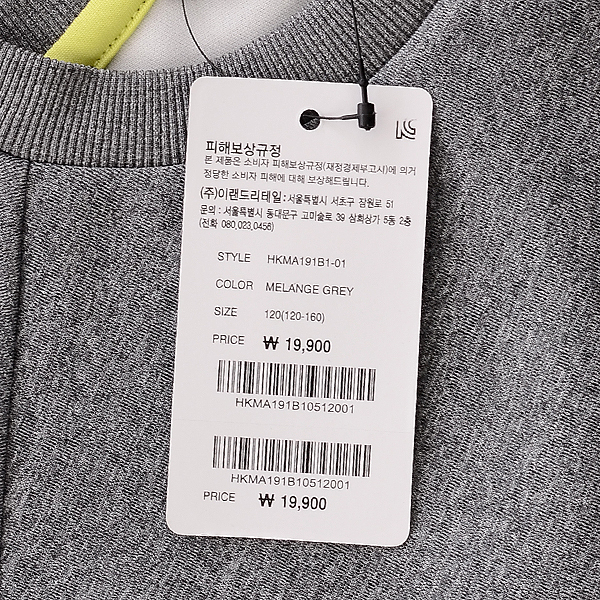 피해보상규정
본 제품은 소비자 피해보상규정(재정경제부고시)에 의거
정당한 소비자 피해에 대해 보상해드립니다.
(주)이랜드리테일:서울특별시 서초구 잠원로 51
문의 : 서울특별시 동대문구 고미술로 39 삼희상가 5동 2층
(전화 080,023,0456)
STYLE HKMA191B1-01
COLOR MELANGE GREY
SIZE 120(120-160)
PRICE ₩ 19,900
HKMA191B10512001
HKMA191B10512001
PRICE ₩ 19,900